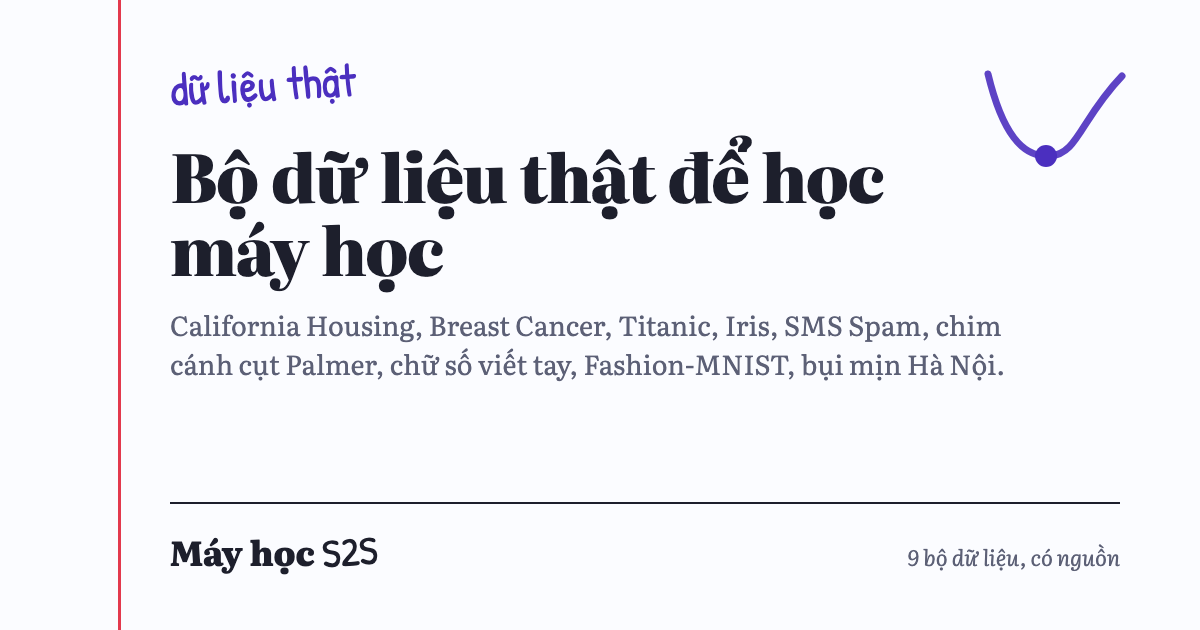 dữ liệu thật
Bộ dữ liệu thật để học
máy học
California Housing, Breast Cancer, Titanic, Iris, SMS Spam, chim
cánh cụt Palmer, chữ số viết tay, Fashion-MNIST, bụi mịn Hà Nội.
Máy học S2S
9 bộ dữ liệu, có nguồn